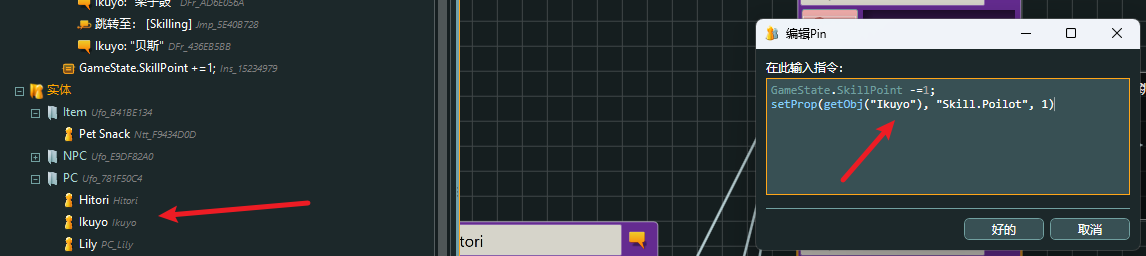 Ikuyo: "架子鼓" DFr_AD6E056A
跳转至: [Skilling] Jmp_5E40B728
Ikuyo: "贝斯" DFr_436EB5BB
GameState.SkillPoint +=1; Ins_15234979
实体
Item Ufo_B41BE134
Pet Snack Ntt_F9434D0D
NPC Ufo_E9DF82A0
PC Ufo_781F50C4
Hitori Hitori
Ikuyo Ikuyo
Lily PC_Lily
tori
编辑Pin
在此输入指令:
GameState.SkillPoint -=1;
setProp(getObj("Ikuyo"), "Skill.Poilot", 1)
好的 取消